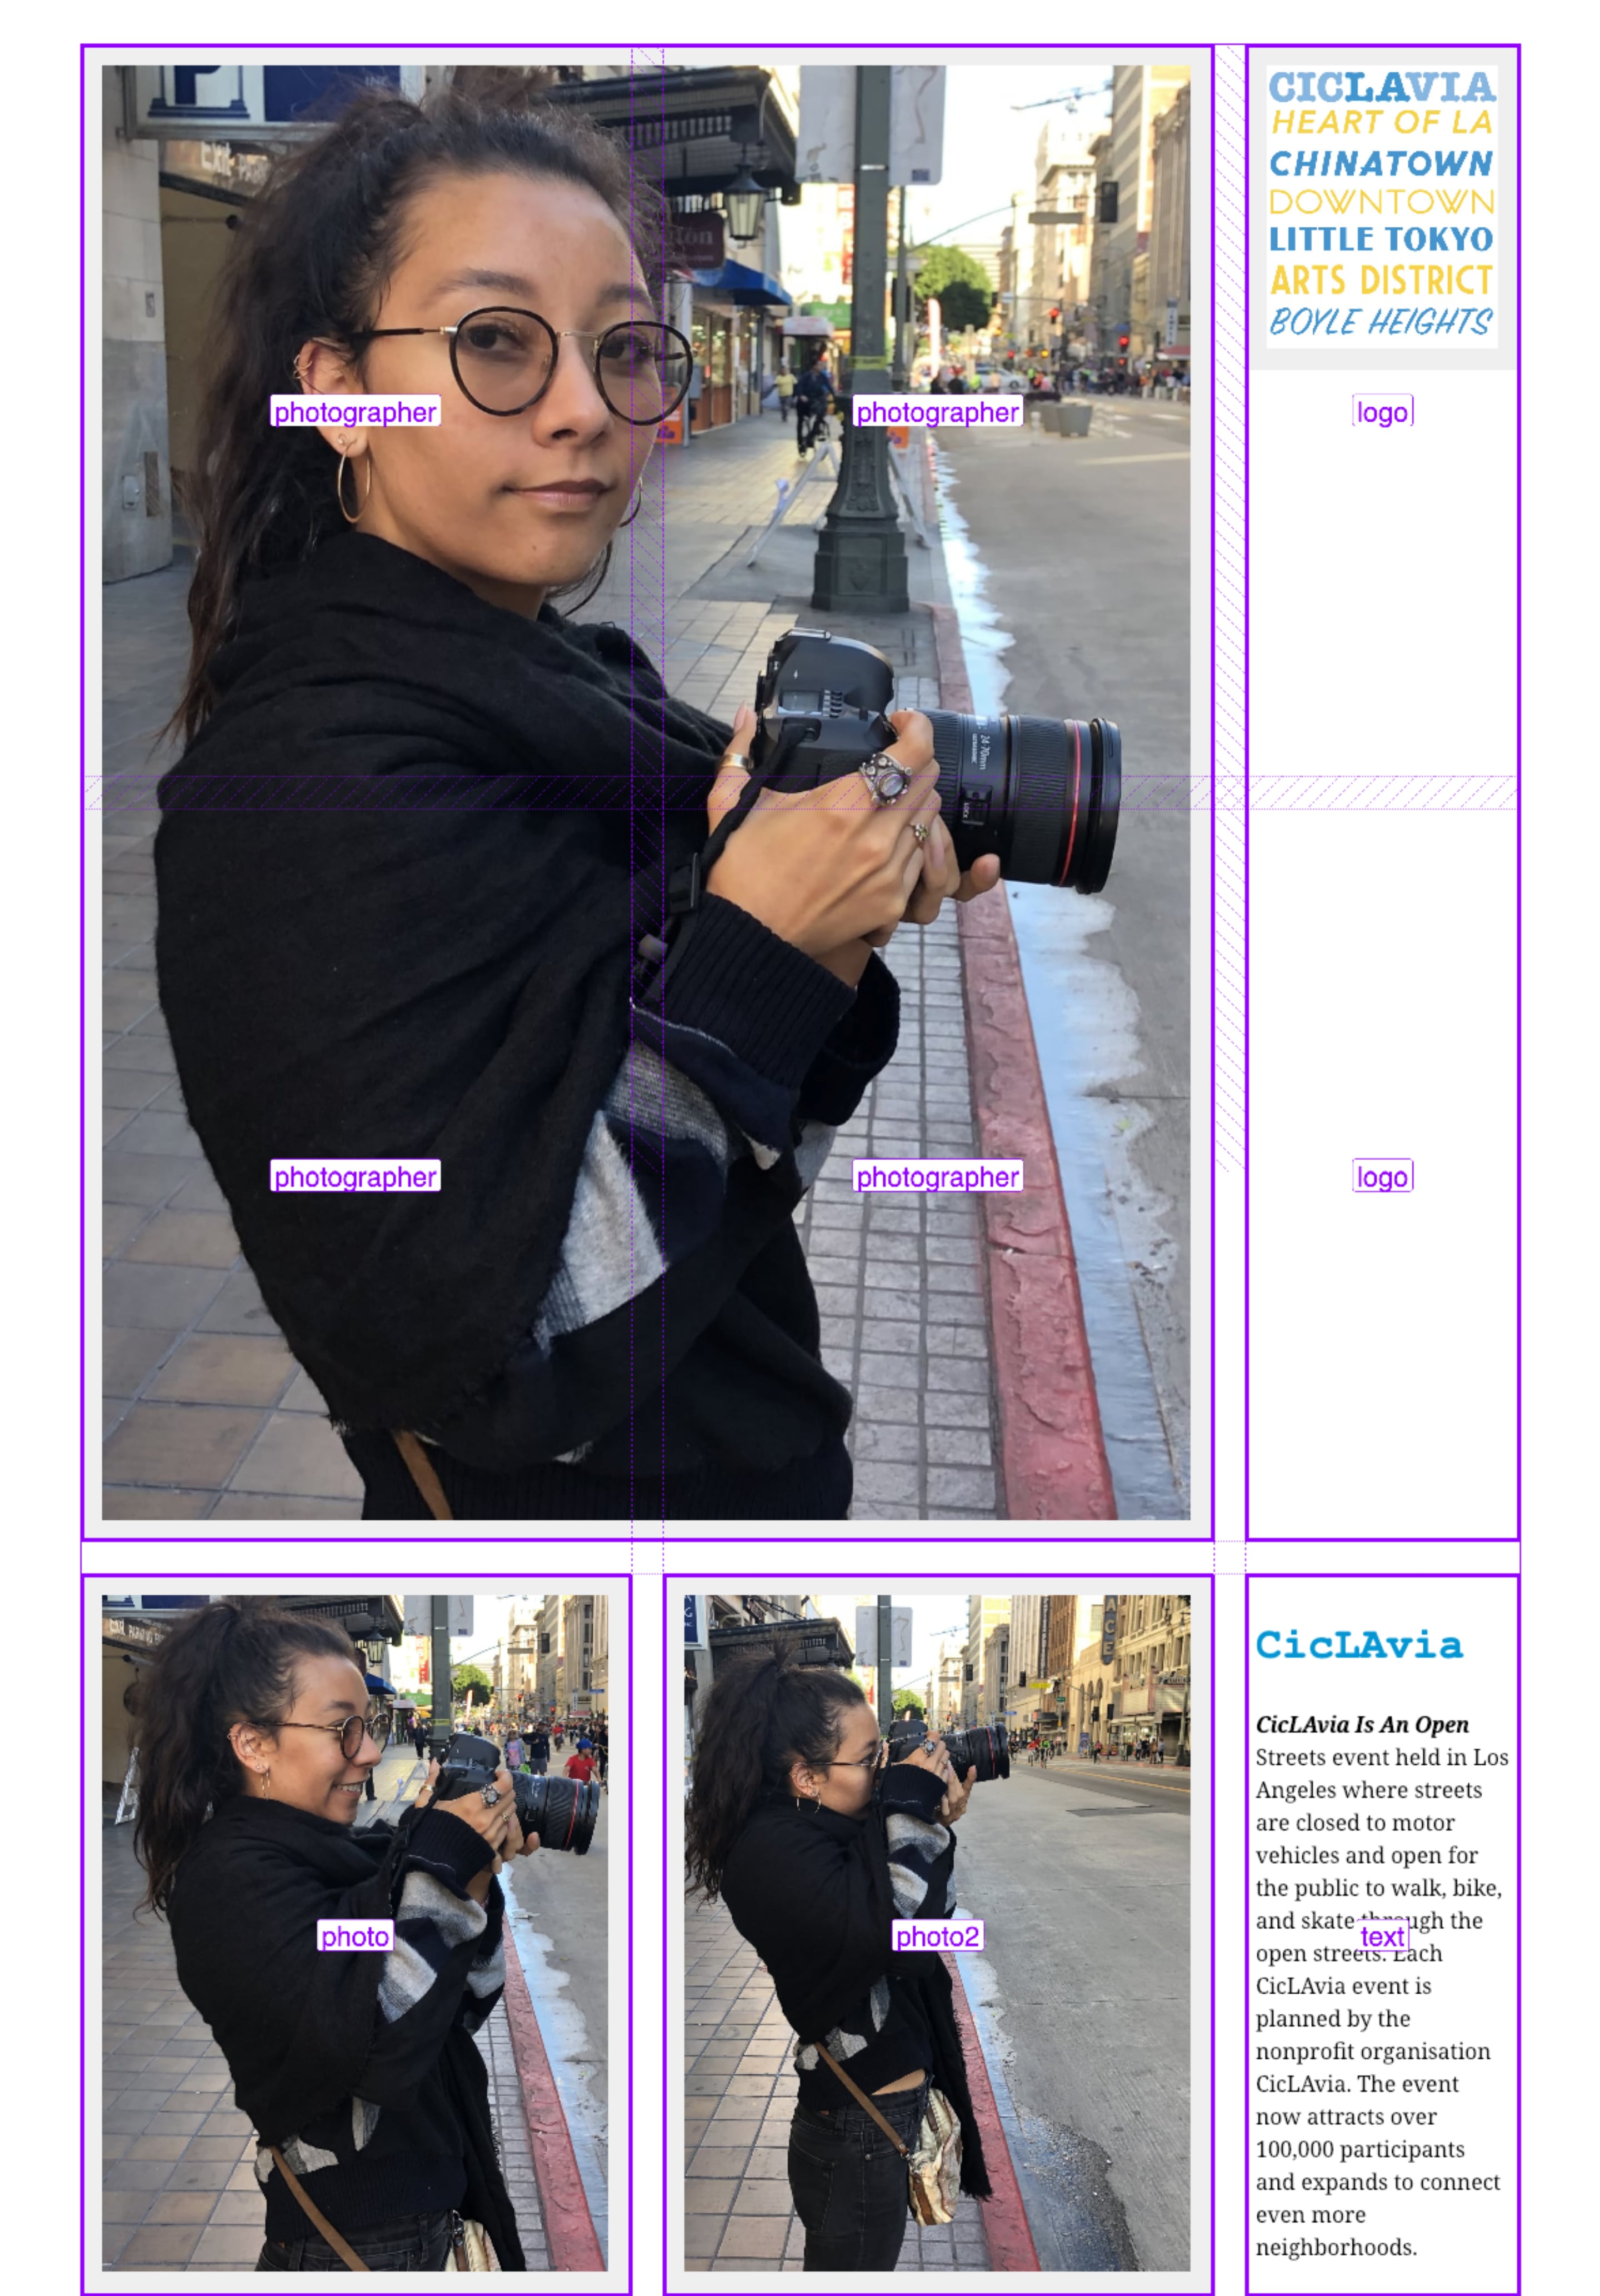 CICLAVIA
HEART OF LA
CHINATOWN
DOWNTOWN
LITTLE TOKYO
ARTS DISTRICT
BOYLE HEIGHTS
photographer
photographer
logo
photographer
photographer
logo
photo
photo2
text
CicLAvia
CicLAvia Is An Open
Streets event held in Los
Angeles where streets
are closed to motor
vehicles and open for
the public to walk, bike,
and skate through the
open streets. Each
CicLAvia event is
planned by the
nonprofit organisation
CicLAvia. The event
now attracts over
100,000 participants
and expands to connect
even more
neighborhoods.